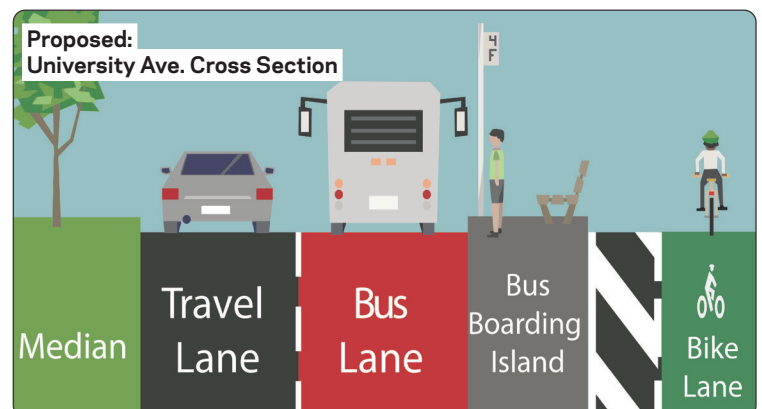 Proposed:
University Ave. Cross Section
4
F
Median
Travel
Lane
Bus
Lane
Bus
Boarding
Island
Bike
Lane